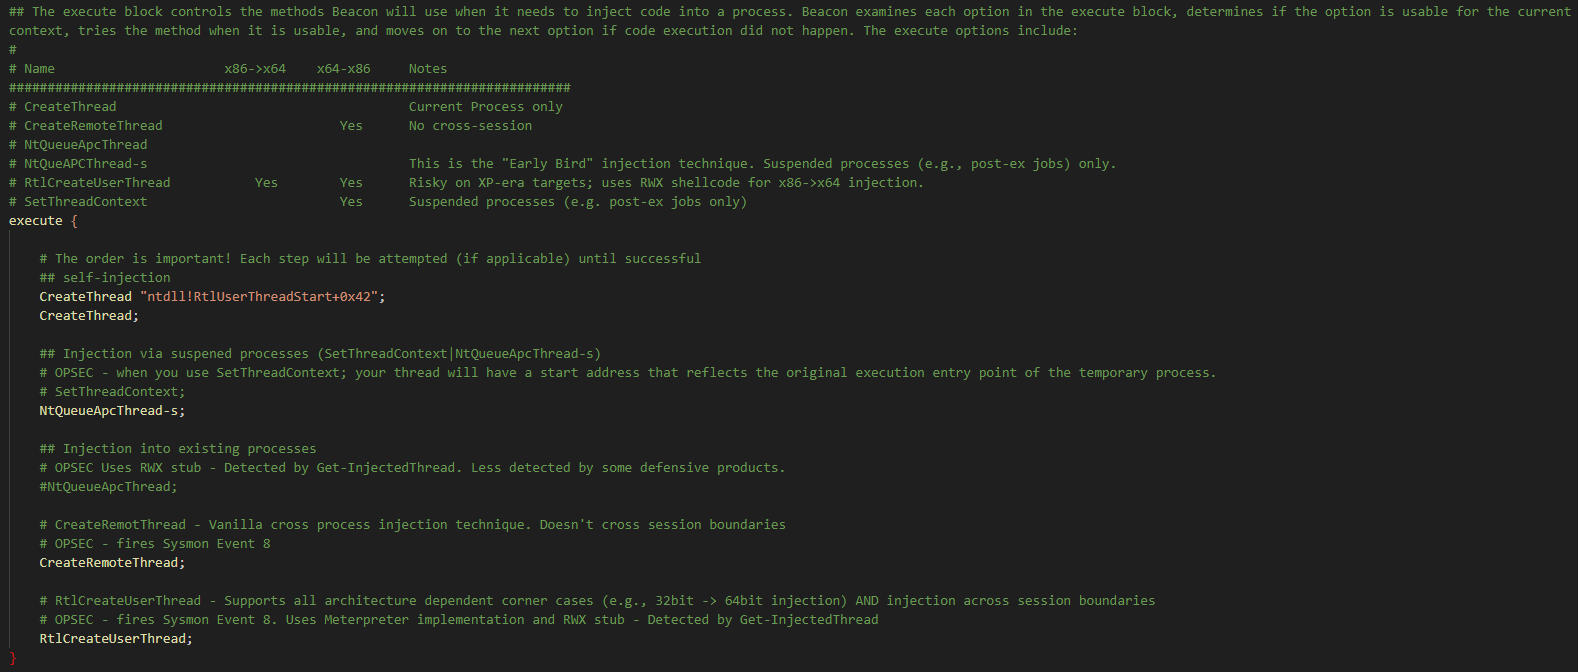 ## The execute block controls the methods Beacon will use when it needs to inject code into a process. Beacon examines each option in the execute block, determines if the option is usable for the current
context, tries the method when it is usable, and moves on to the next option if code execution did not happen. The execute options include:
#
# Name                      x86->x64    x64-x86     Notes
#########################################################################
# CreateThread                                      Current Process only
# CreateRemoteThread                       Yes      No cross-session
# NtQueueApcThread
# NtQueAPCThread-s                                  This is the "Early Bird" injection technique. Suspended processes (e.g., post-ex jobs) only.
# RtlCreateUserThread           Yes        Yes      Risky on XP-era targets; uses RWX shellcode for x86->x64 injection.
# SetThreadContext                         Yes      Suspended processes (e.g. post-ex jobs only)
execute {
    # The order is important! Each step will be attempted (if applicable) until successful
    ## self-injection
    CreateThread "ntdll!RtlUserThreadStart+0x42";
    CreateThread;
    ## Injection via suspened processes (SetThreadContext|NtQueueApcThread-s)
    # OPSEC - when you use SetThreadContext; your thread will have a start address that reflects the original execution entry point of the temporary process.
    # SetThreadContext;
    NtQueueApcThread-s;
    ## Injection into existing processes
    # OPSEC Uses RWX stub - Detected by Get-InjectedThread. Less detected by some defensive products.
    #NtQueueApcThread;
    # CreateRemotThread - Vanilla cross process injection technique. Doesn't cross session boundaries
    # OPSEC - fires Sysmon Event 8
    CreateRemoteThread;
    # RtlCreateUserThread - Supports all architecture dependent corner cases (e.g., 32bit -> 64bit injection) AND injection across session boundaries
    # OPSEC - fires Sysmon Event 8. Uses Meterpreter implementation and RWX stub - Detected by Get-InjectedThread
    RtlCreateUserThread;
}